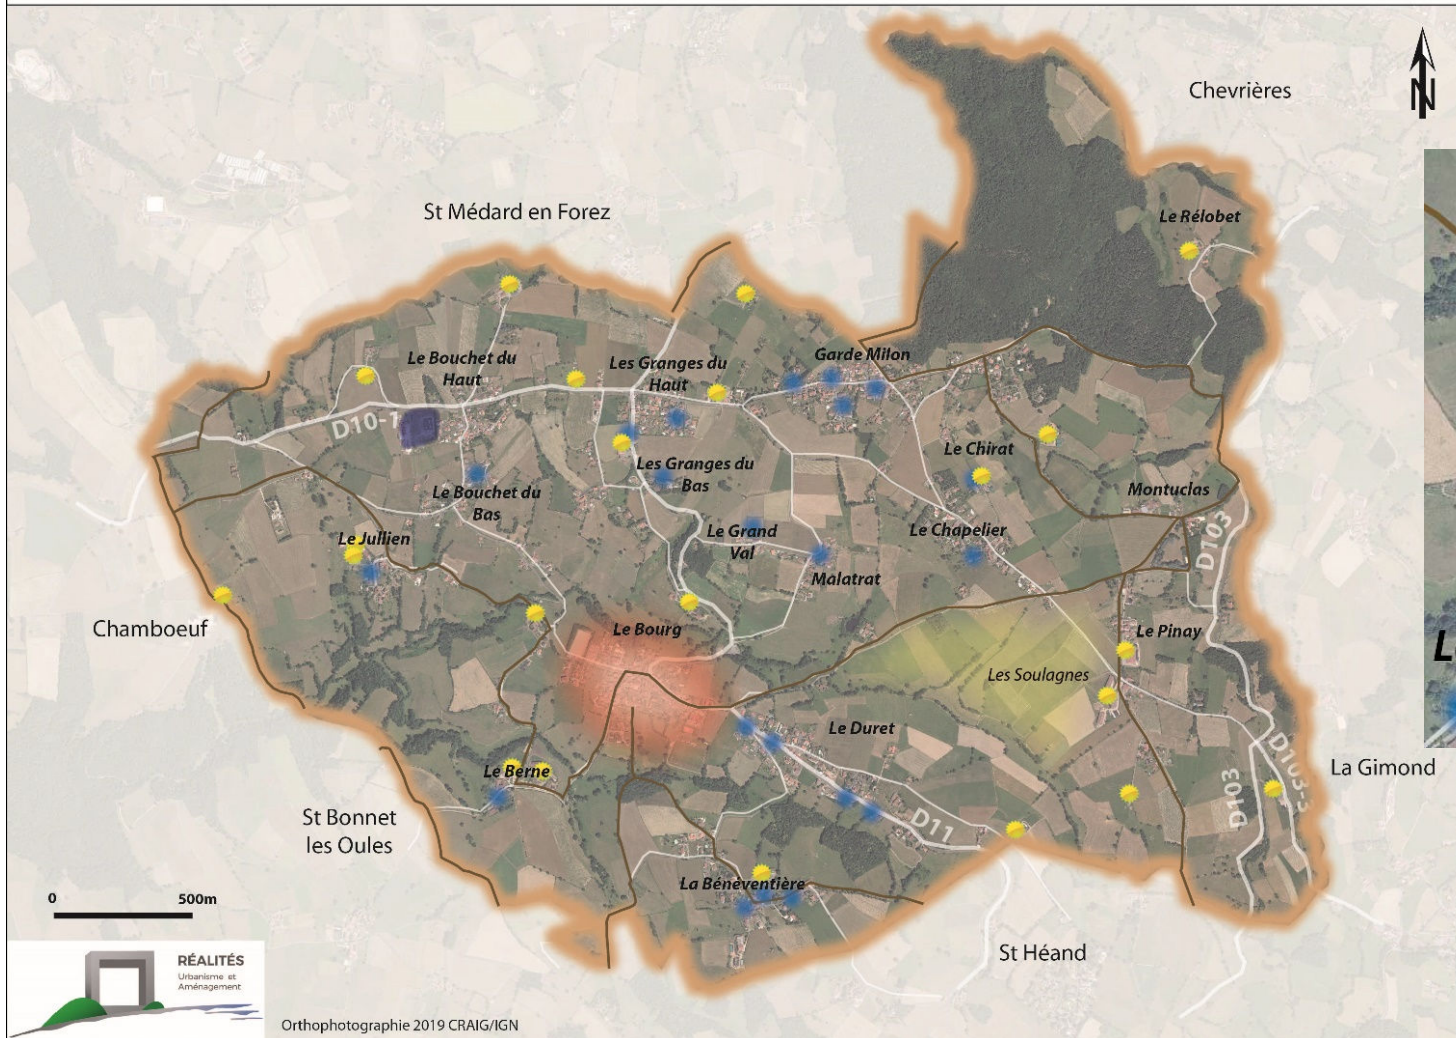 Chevrières
N
St Médard en Forez
Le Rélobet
Le Bouchet du
Haut
Les Granges du
Haut
Garde Milon
D10-1
Le Chirat
Les Granges du
Bas
Le Bouchet du
Bas
Montuclas
Le Grand
Val
Le Chapelier
Le Jullien
D103
Malatrat
Chamboeuf
Le Bourg
Le Pinay
Les Soulagnes
Le Duret
Le Berne
La Gimond
D103-3
D103
St Bonnet
les Oules
D11
La Bénéventière
0 500m
St Héand
RÉALITÉS
Urbanisme et
Aménagement
Orthophotographie 2019 CRAIG/IGN